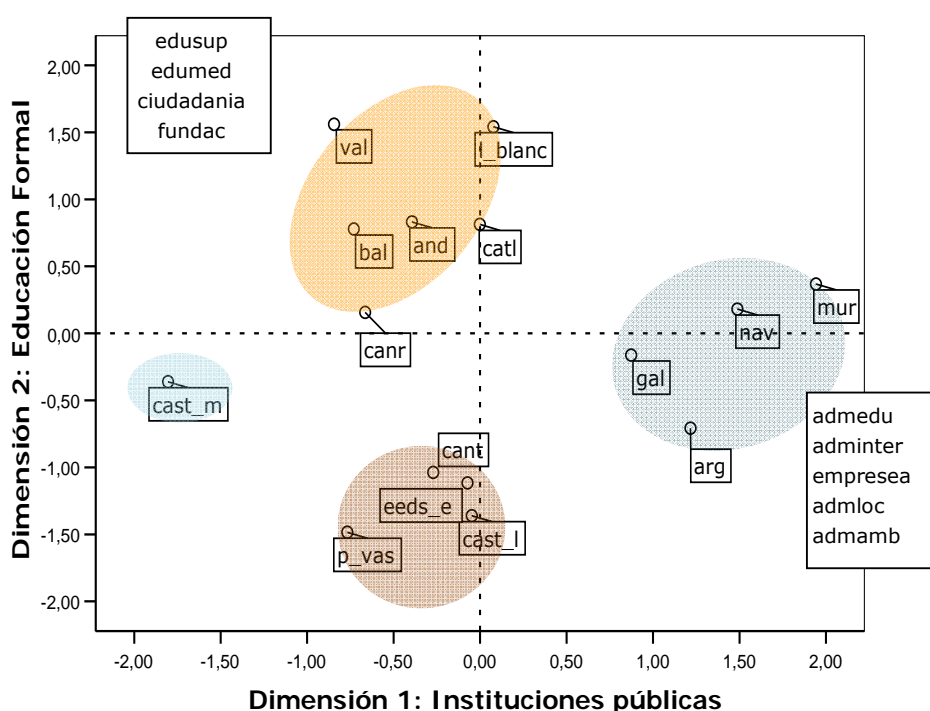 edusup
edumed
ciudadania
fundac
2,00
1,50
1,00
0,50
0,00
-0,50
-1,00
-1,50
-2,00
Dimensión 2: Educación Formal
val
l_blanc
bal
and
catl
canr
mur
nav
gal
arg
cast_m
cant
eeds_e
cast_l
p_vas
admedu
adminter
empresea
admloc
admamb
-2,00
-1,50
-1,00
-0,50
0,00
0,50
1,00
1,50
2,00
Dimensión 1: Instituciones públicas